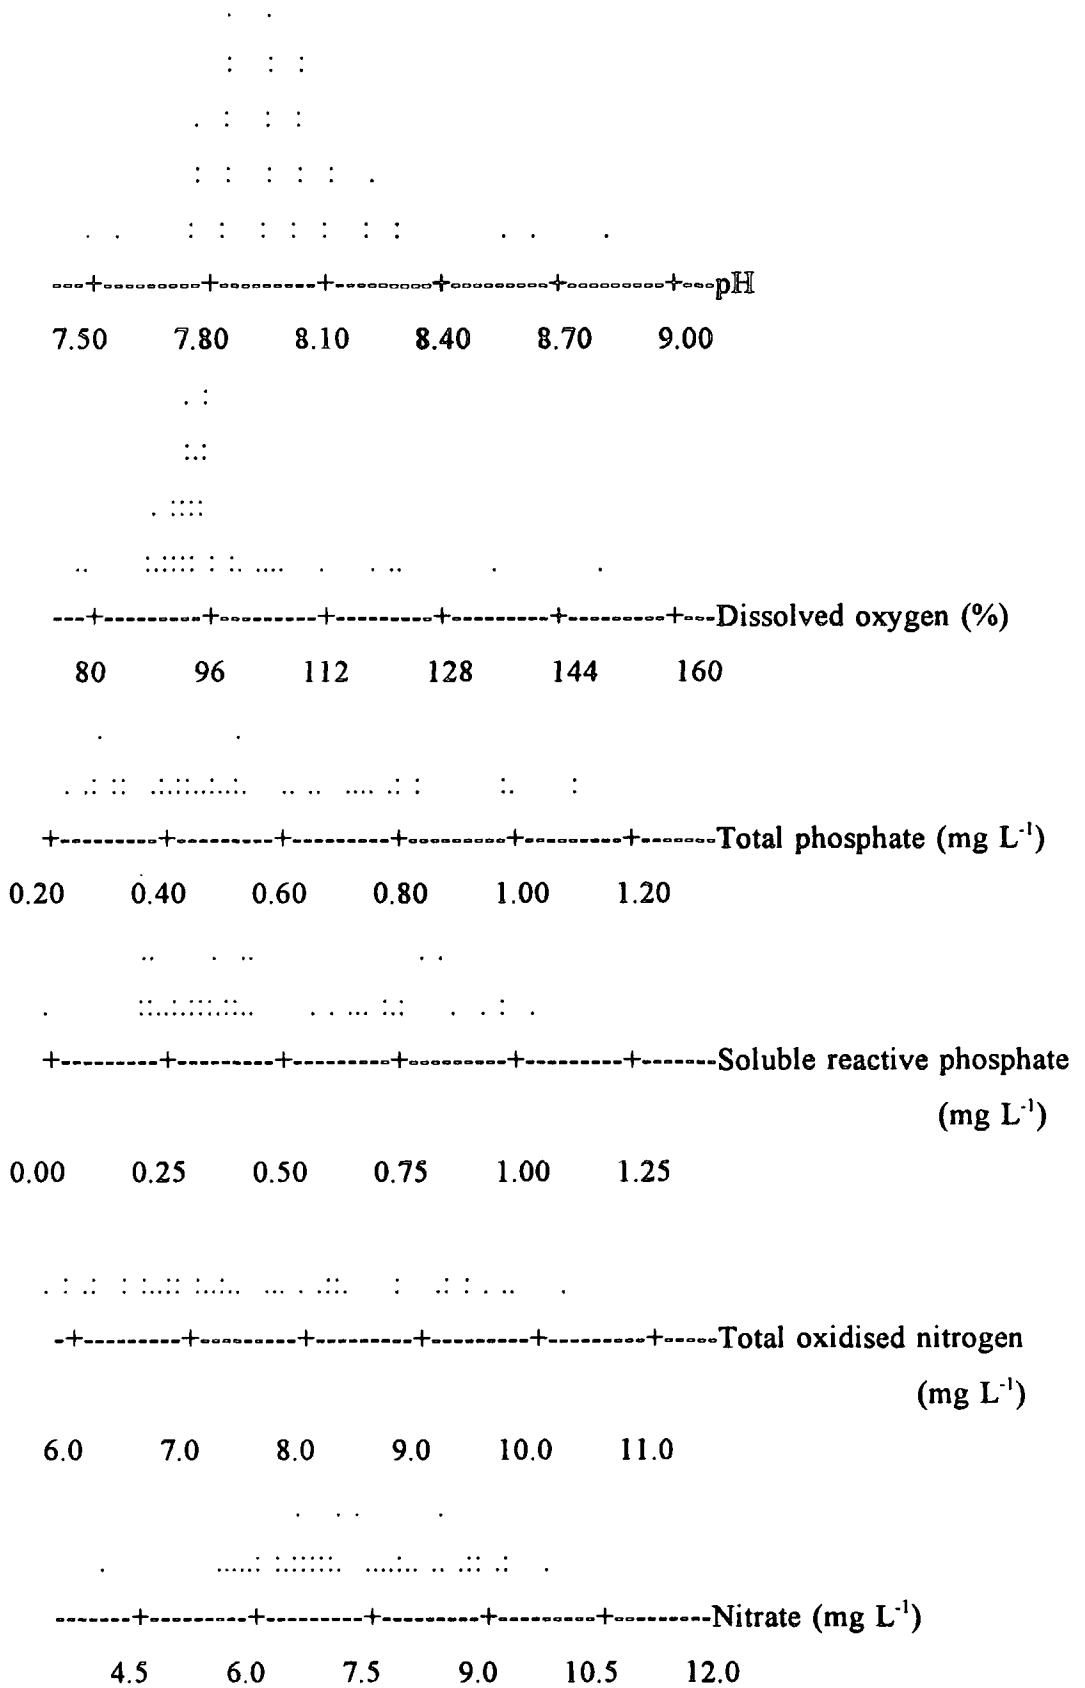 ---+---------+---------+---------+---------+---------+---pH
7.50 7.80 8.10 8.40 8.70 9.00
---+---------+---------+---------+---------+---------+---Dissolved oxygen (%)
80 96 112 128 144 160
+---------+---------+---------+---------+---------+-------Total phosphate (mg L⁻¹)
0.20 0.40 0.60 0.80 1.00 1.20
+---------+---------+---------+---------+---------+-------Soluble reactive phosphate
(mg L⁻¹)
0.00 0.25 0.50 0.75 1.00 1.25
-+---------+---------+---------+---------+---------+-----Total oxidised nitrogen
(mg L⁻¹)
6.0 7.0 8.0 9.0 10.0 11.0
-------+---------+---------+---------+---------+---------Nitrate (mg L⁻¹)
4.5 6.0 7.5 9.0 10.5 12.0